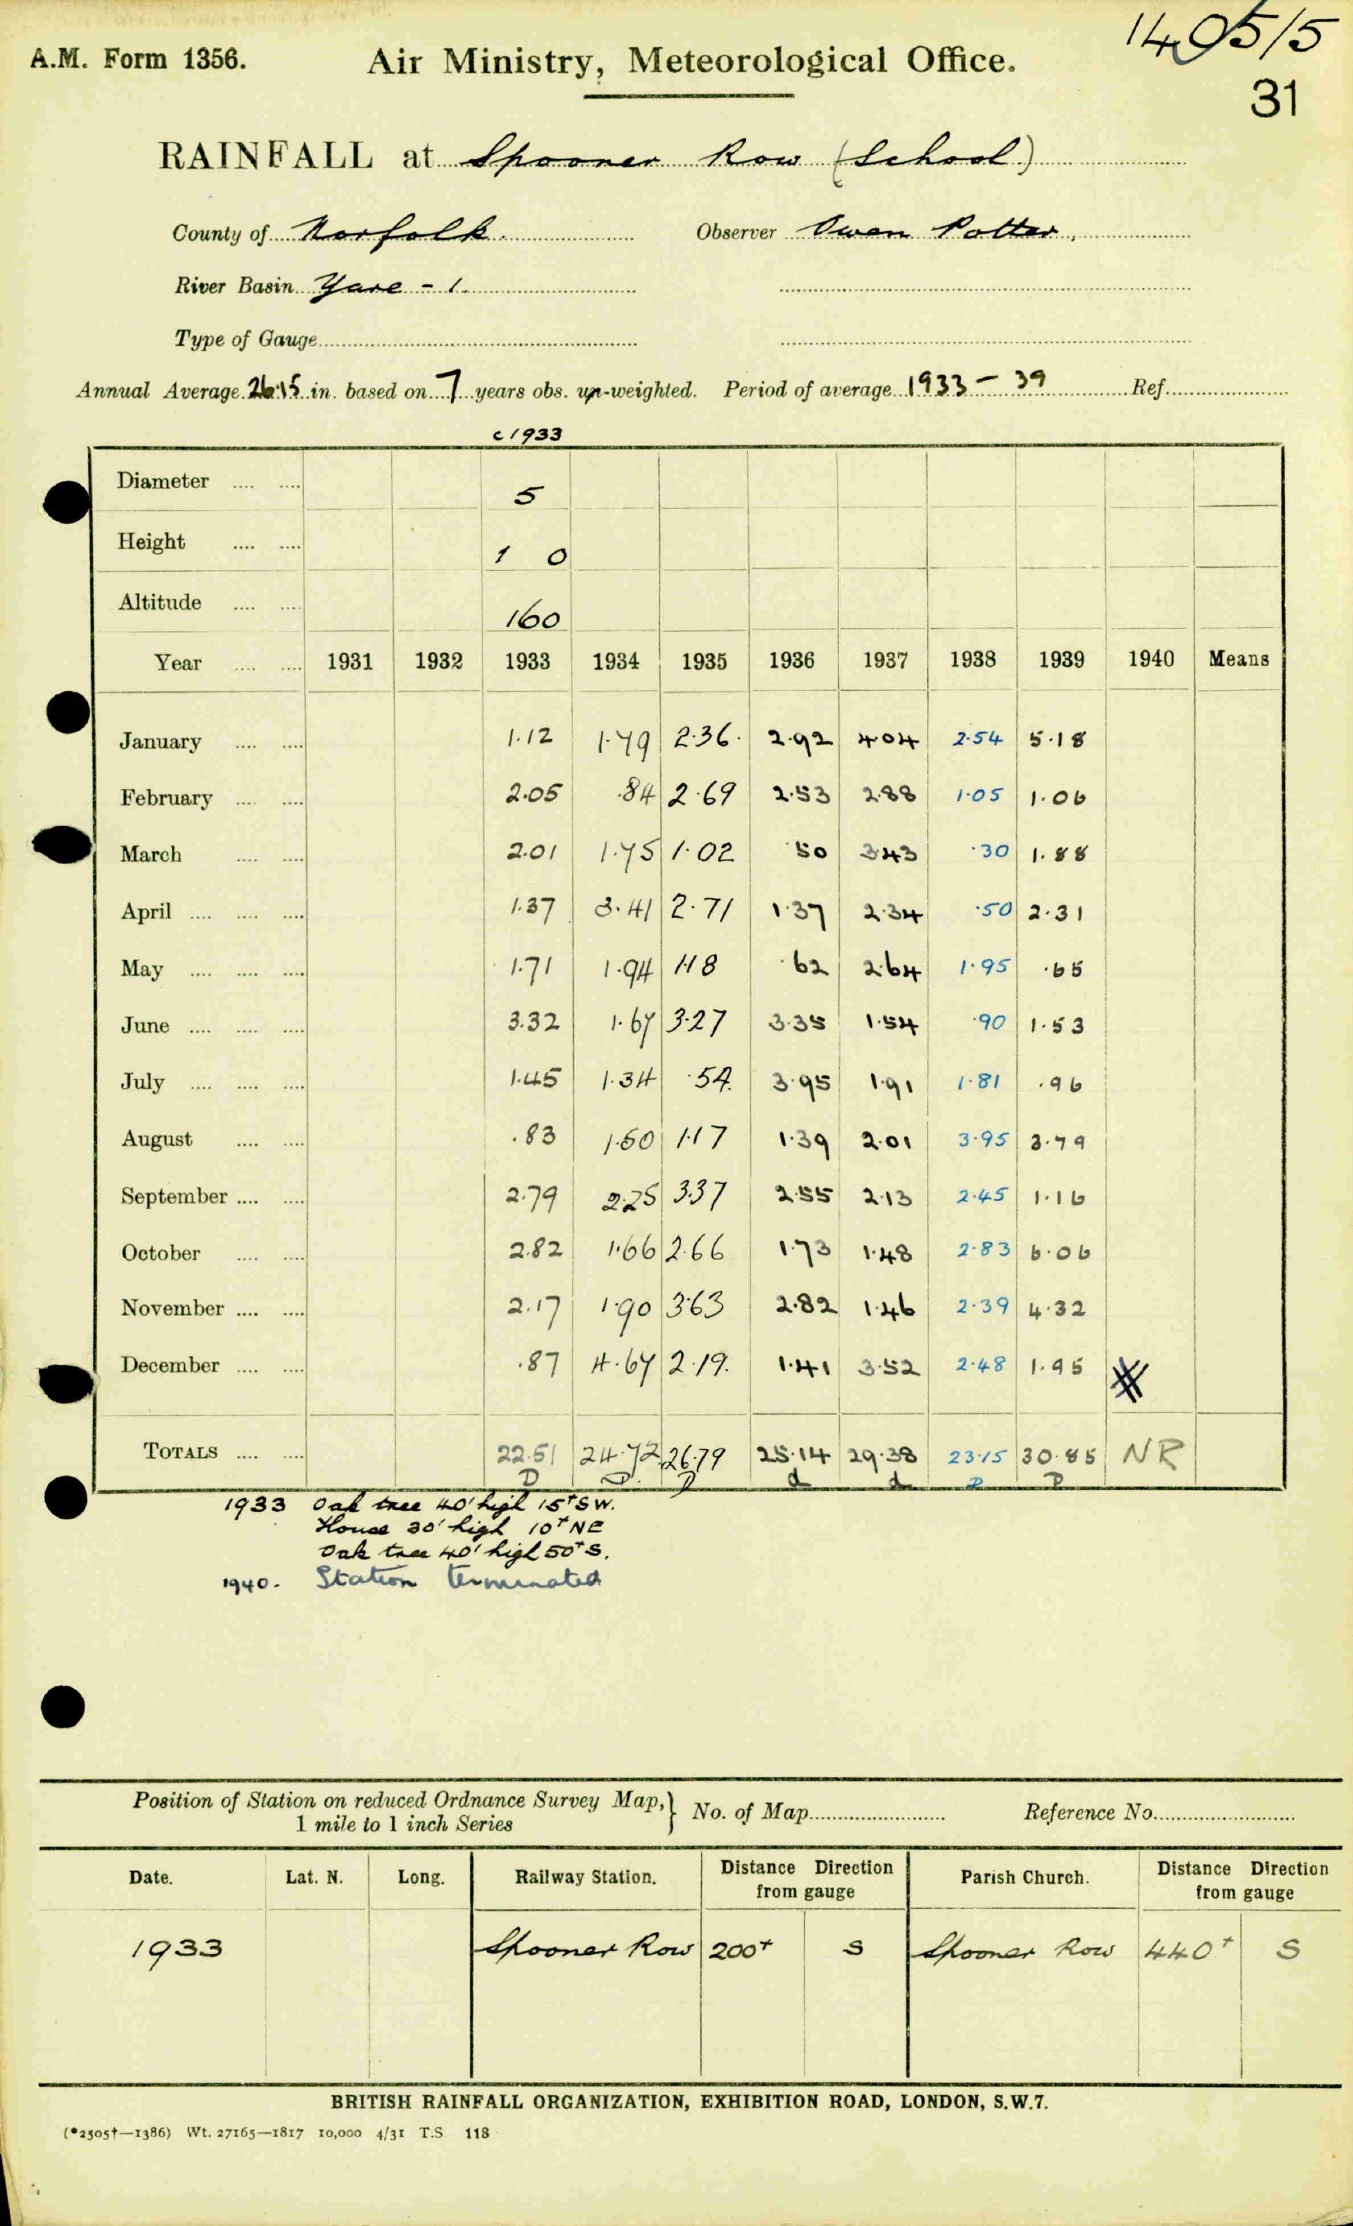 1405/5
A.M. Form 1356. Air Ministry, Meteorological Office.
31
RAINFALL at Spooner Row (School)
County of Norfolk. Observer Owen Potter,
River Basin Yare - 1.
Type of Gauge
Annual Average 26.15 in. based on 7 years obs. un-weighted. Period of average 1933 - 39 Ref.
c1933
Diameter 5
Height 1 0
Altitude 160
Year 1931 1932 1933 1934 1935 1936 1937 1938 1939 1940 Means
January 1.12 1.79 2.36 2.92 4.04 2.54 5.18
February 2.05 .84 2.69 2.53 2.88 1.05 1.06
March 2.01 1.75 1.02 .50 3.43 .30 1.88
April 1.37 3.41 2.71 1.37 2.34 .50 2.31
May 1.71 1.94 1.18 .62 2.64 1.95 .65
June 3.32 1.67 3.27 3.35 1.54 .90 1.53
July 1.45 1.34 .54 3.95 1.91 1.81 .96
August .83 1.50 1.17 1.39 2.01 3.95 3.79
September 2.79 2.25 3.37 2.55 2.13 2.45 1.16
October 2.82 1.66 2.66 1.73 1.48 2.83 6.06
November 2.17 1.90 3.63 2.82 1.46 2.39 4.32
December .87 4.67 2.19 1.41 3.52 2.48 1.95
TOTALS 22.51 24.72 26.79 25.14 29.38 23.15 30.85 NR
D D D d d D D
1933 Oak tree 40' high 15+ SW.
House 30' high 10+ NE
Oak tree 40' high 50+ S.
1940. Station terminated
Position of Station on reduced Ordnance Survey Map, 1 mile to 1 inch Series } No. of Map Reference No.
Date. Lat. N. Long. Railway Station. Distance Direction from gauge Parish Church. Distance Direction from gauge
1933 Spooner Row 200+ S Spooner Row 440+ S
BRITISH RAINFALL ORGANIZATION, EXHIBITION ROAD, LONDON, S.W.7.
(*2505†—1386) Wt. 27165—1817 10,000 4/31 T.S. 118